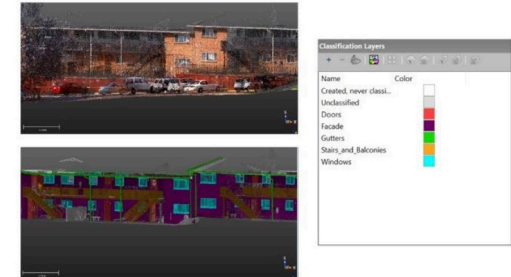 Classification Layers
Name Color
Created, never classi...
Unclassified
Doors
Facade
Gutters
Stairs_and_Balconies
Windows